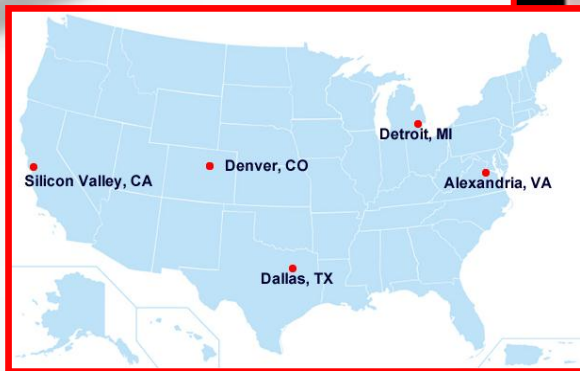 Detroit, MI
Denver, CO
Silicon Valley, CA
Alexandria, VA
Dallas, TX